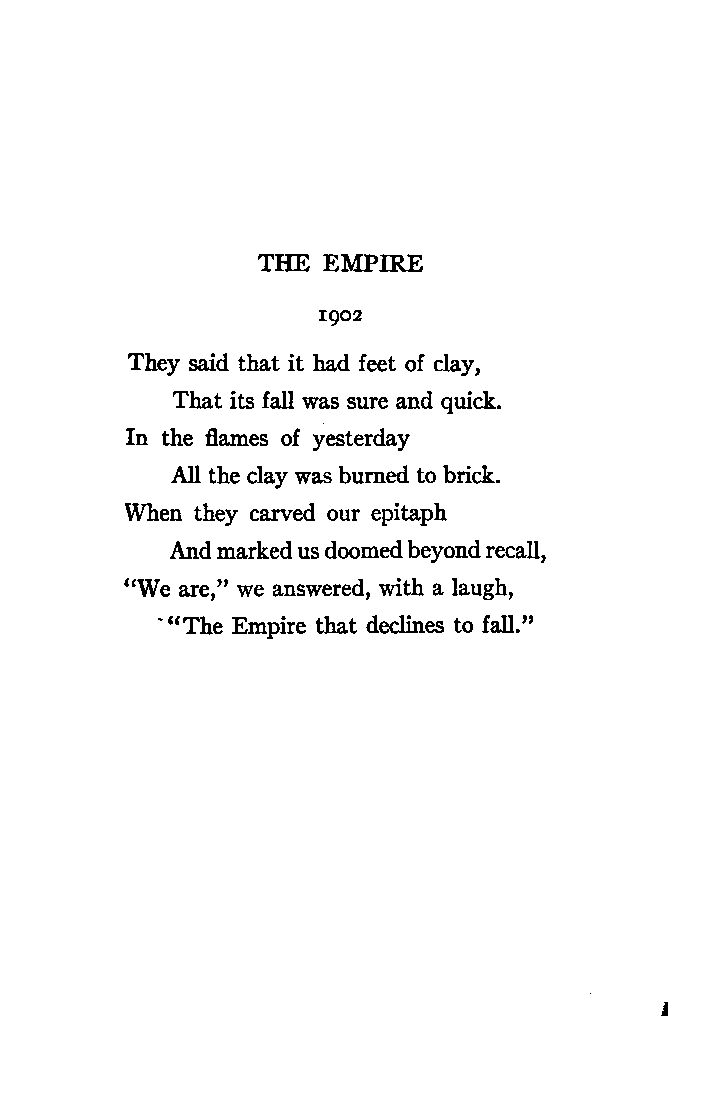 THE EMPIRE
1902
They said that it had feet of clay,
That its fall was sure and quick.
In the flames of yesterday
All the clay was burned to brick.
When they carved our epitaph
And marked us doomed beyond recall,
“We are,” we answered, with a laugh,
“The Empire that declines to fall.”